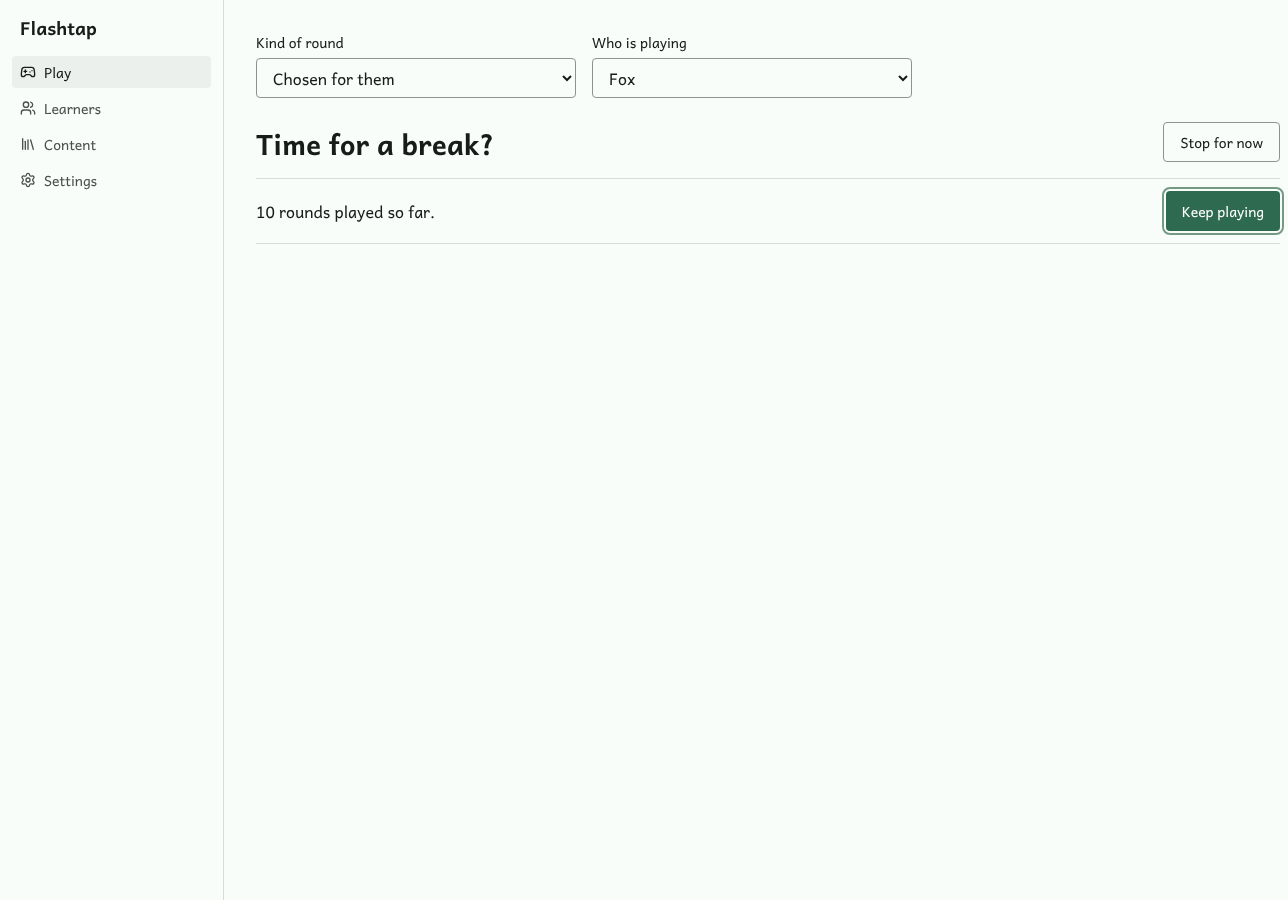 Flashtap
Play
Learners
Content
Settings
Kind of round
Chosen for them
Who is playing
Fox
Time for a break?
Stop for now
10 rounds played so far.
Keep playing